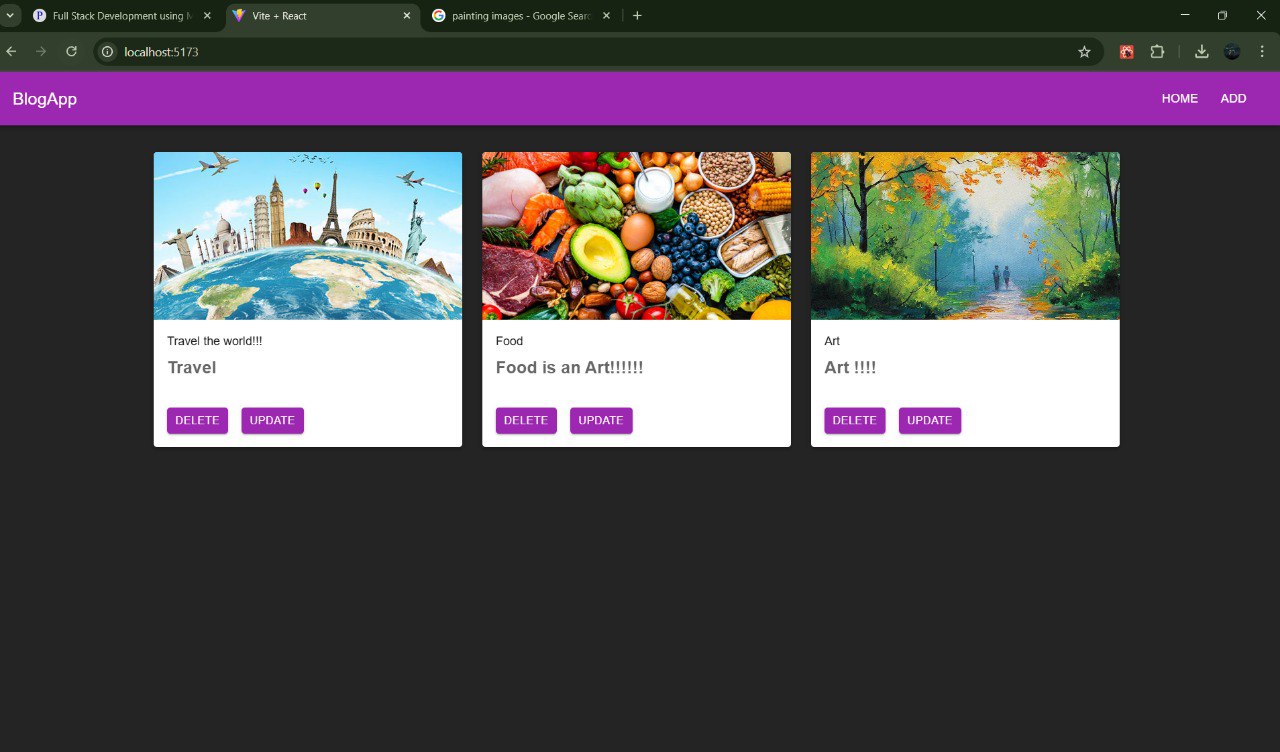 Full Stack Development using M
Vite + React
painting images - Google Searc
localhost:5173
BlogApp
HOME
ADD
Travel the world!!!
Travel
DELETE
UPDATE
Food
Food is an Art!!!!!!
DELETE
UPDATE
Art
Art !!!!
DELETE
UPDATE